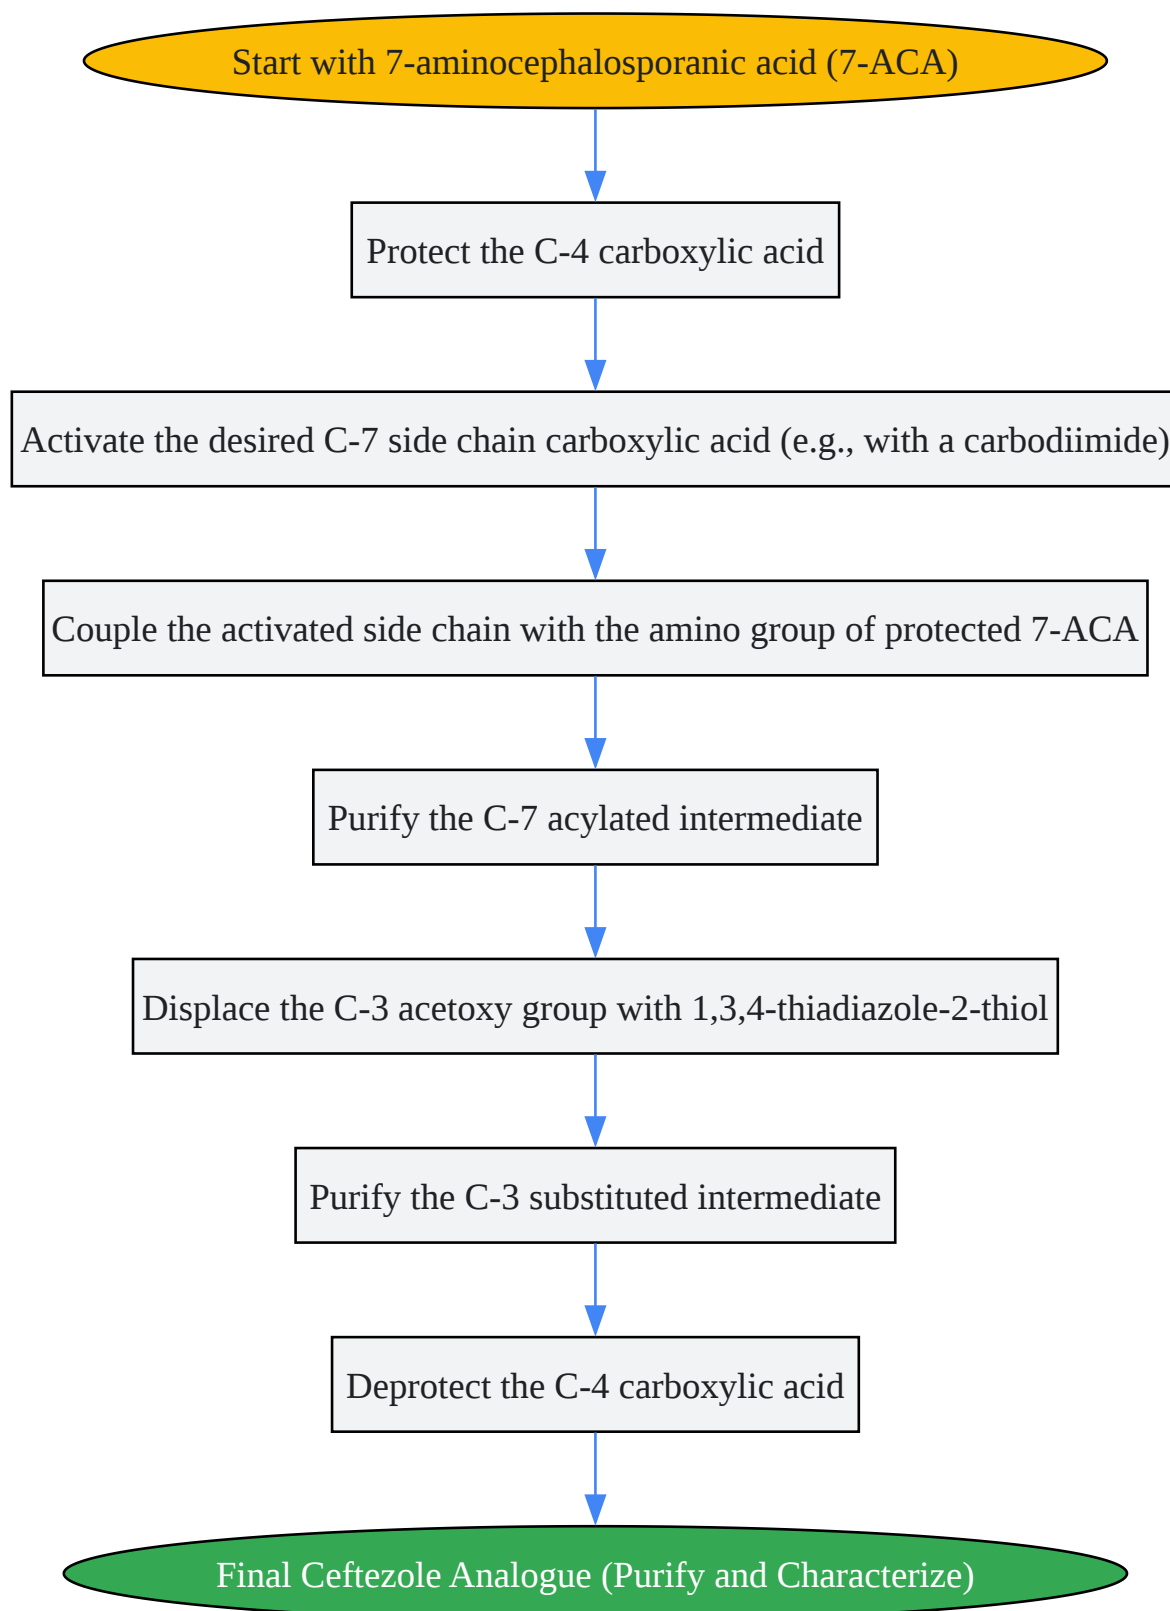 Start with 7-aminocephalosporanic acid (7-ACA)
Protect the C-4 carboxylic acid
Activate the desired C-7 side chain carboxylic acid (e.g., with a carbodiimide)
Couple the activated side chain with the amino group of protected 7-ACA
Purify the C-7 acylated intermediate
Displace the C-3 acetoxy group with 1,3,4-thiadiazole-2-thiol
Purify the C-3 substituted intermediate
Deprotect the C-4 carboxylic acid
Final Ceftezole Analogue (Purify and Characterize)